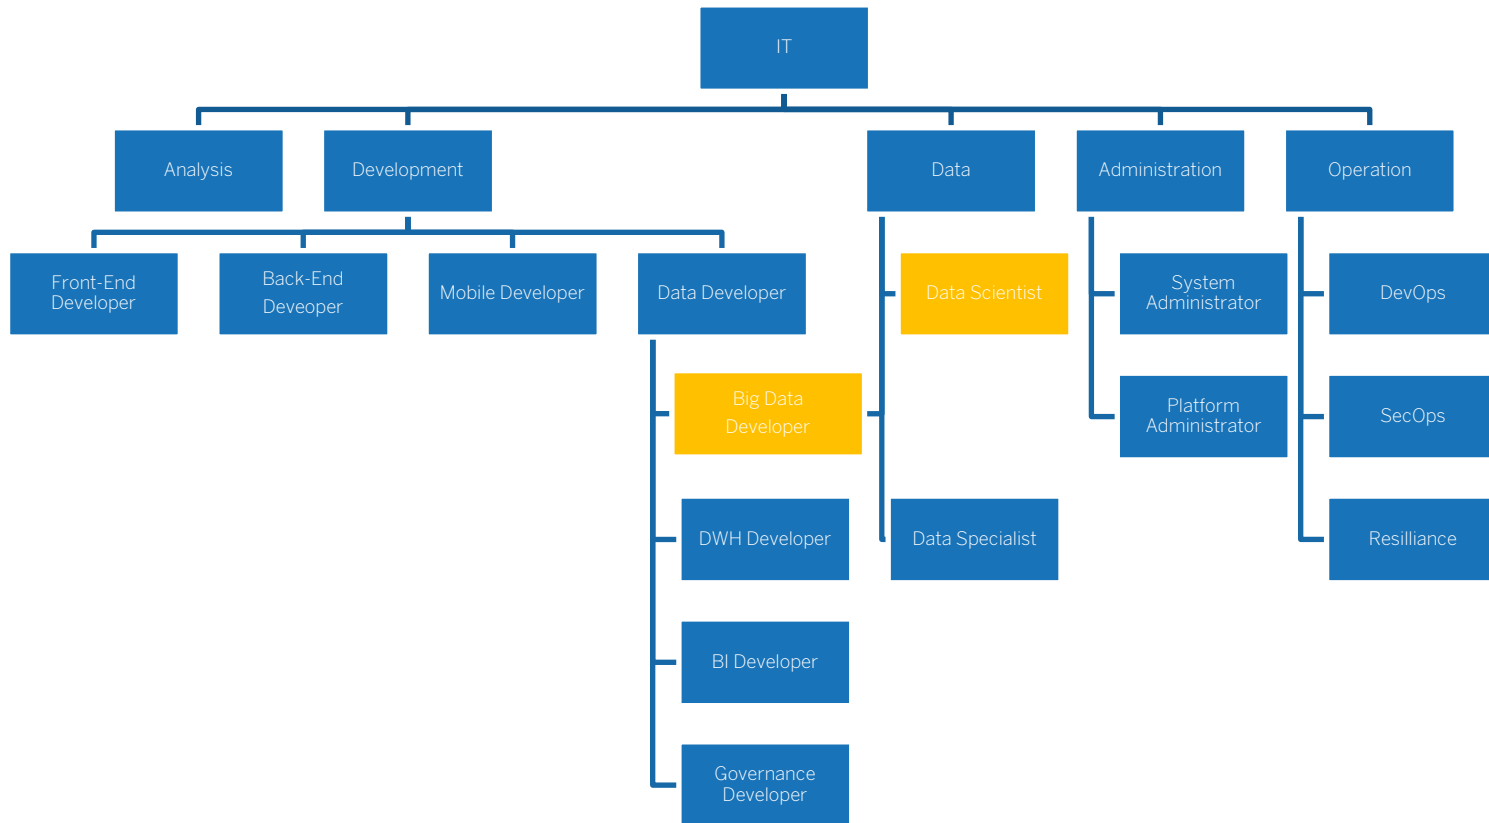 IT
Analysis
Development
Data
Administration
Operation
Front-End
Developer
Back-End
Deveoper
Mobile Developer
Data Developer
Data Scientist
System
Administrator
DevOps
Big Data
Developer
Platform
Administrator
SecOps
DWH Developer
Data Specialist
Resilliance
BI Developer
Governance
Developer